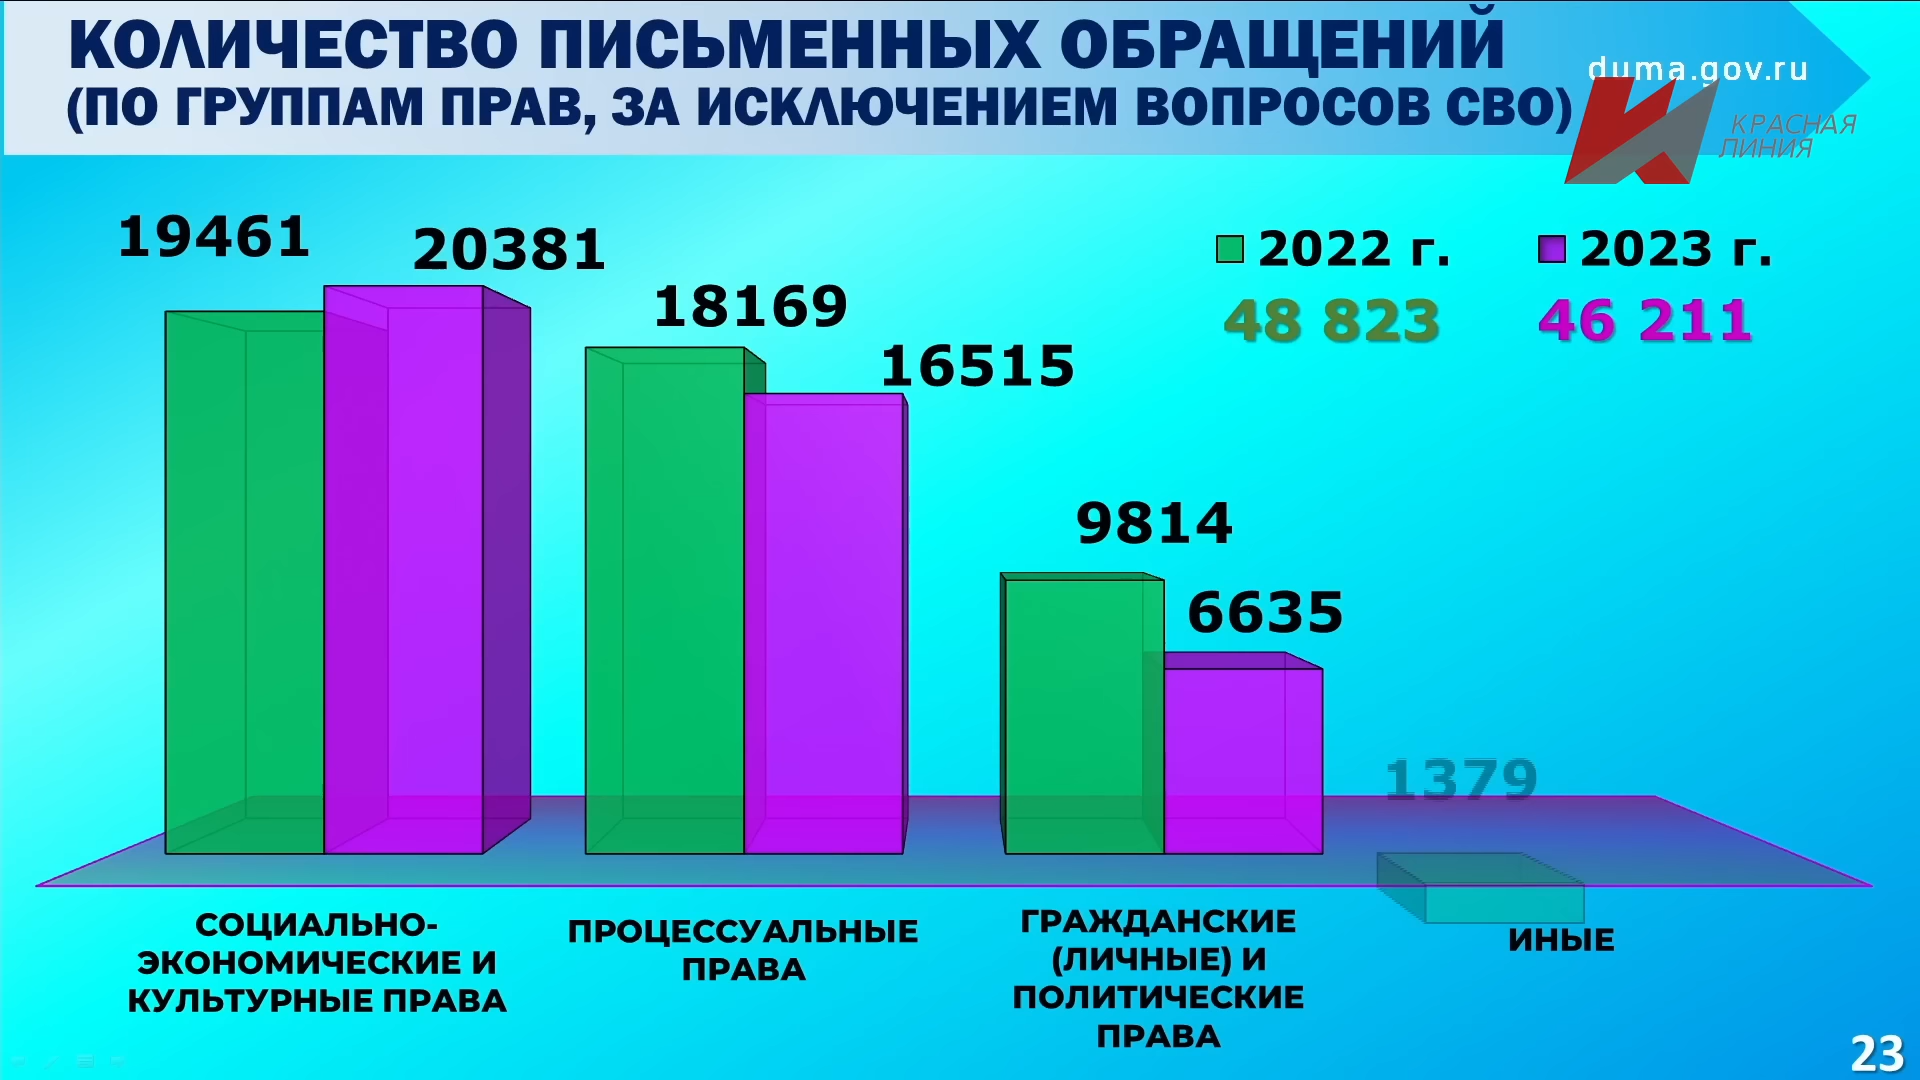 КОЛИЧЕСТВО ПИСЬМЕННЫХ ОБРАЩЕНИЙ
(ПО ГРУППАМ ПРАВ, ЗА ИСКЛЮЧЕНИЕМ ВОПРОСОВ СВО)
duma.gov.ru
КРАСНАЯ
ЛИНИЯ
19461
20381
18169
16515
2022 г.
2023 г.
48 823
46 211
9814
6635
1379
СОЦИАЛЬНО-
ЭКОНОМИЧЕСКИЕ И
КУЛЬТУРНЫЕ ПРАВА
ПРОЦЕССУАЛЬНЫЕ
ПРАВА
ГРАЖДАНСКИЕ
(ЛИЧНЫЕ) И
ПОЛИТИЧЕСКИЕ
ПРАВА
ИНЫЕ
23